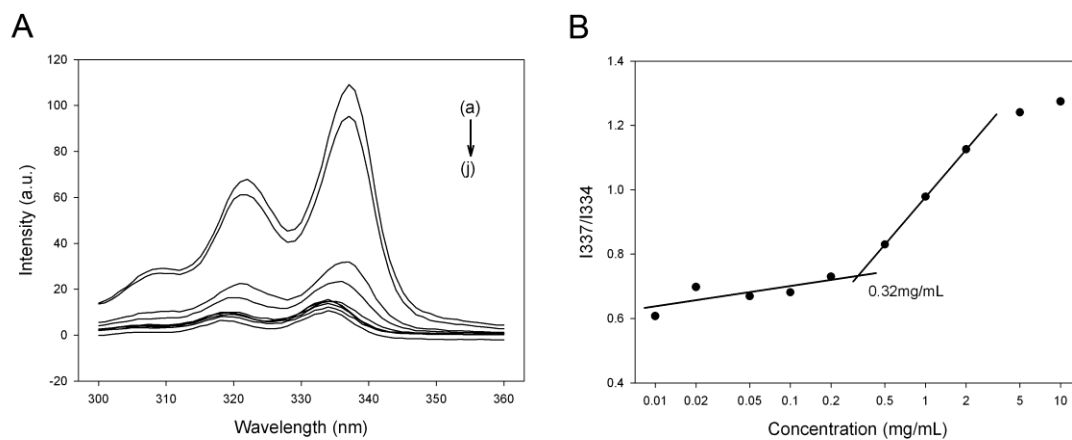 A
Intensity (a.u.)
120
100
80
60
40
20
0
-20
(a)
(j)
300 310 320 330 340 350 360
Wavelength (nm)
B
I337/I334
1.4
1.2
1.0
0.8
0.6
0.4
0.32mg/mL
0.01 0.02 0.05 0.1 0.2 0.5 1 2 5 10
Concentration (mg/mL)